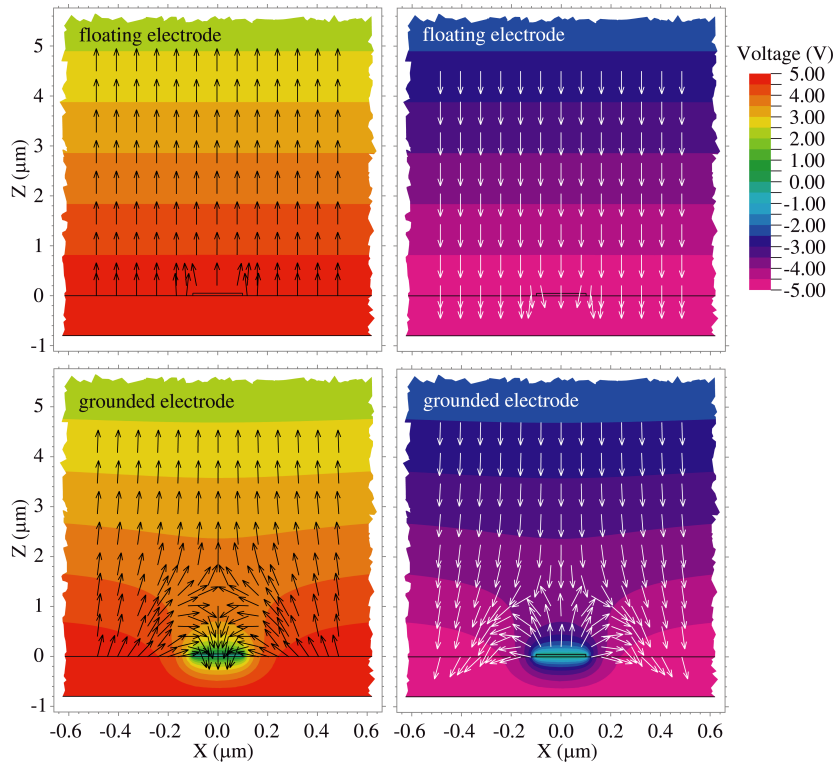 floating electrode
floating electrode
Voltage (V)
5.00
4.00
3.00
2.00
1.00
0.00
-1.00
-2.00
-3.00
-4.00
-5.00
Z (μm)
5
4
3
2
1
0
-1
grounded electrode
grounded electrode
Z (μm)
5
4
3
2
1
0
-1
-0.6 -0.4 -0.2 0.0 0.2 0.4 0.6
-0.6 -0.4 -0.2 0.0 0.2 0.4 0.6
X (μm)
X (μm)